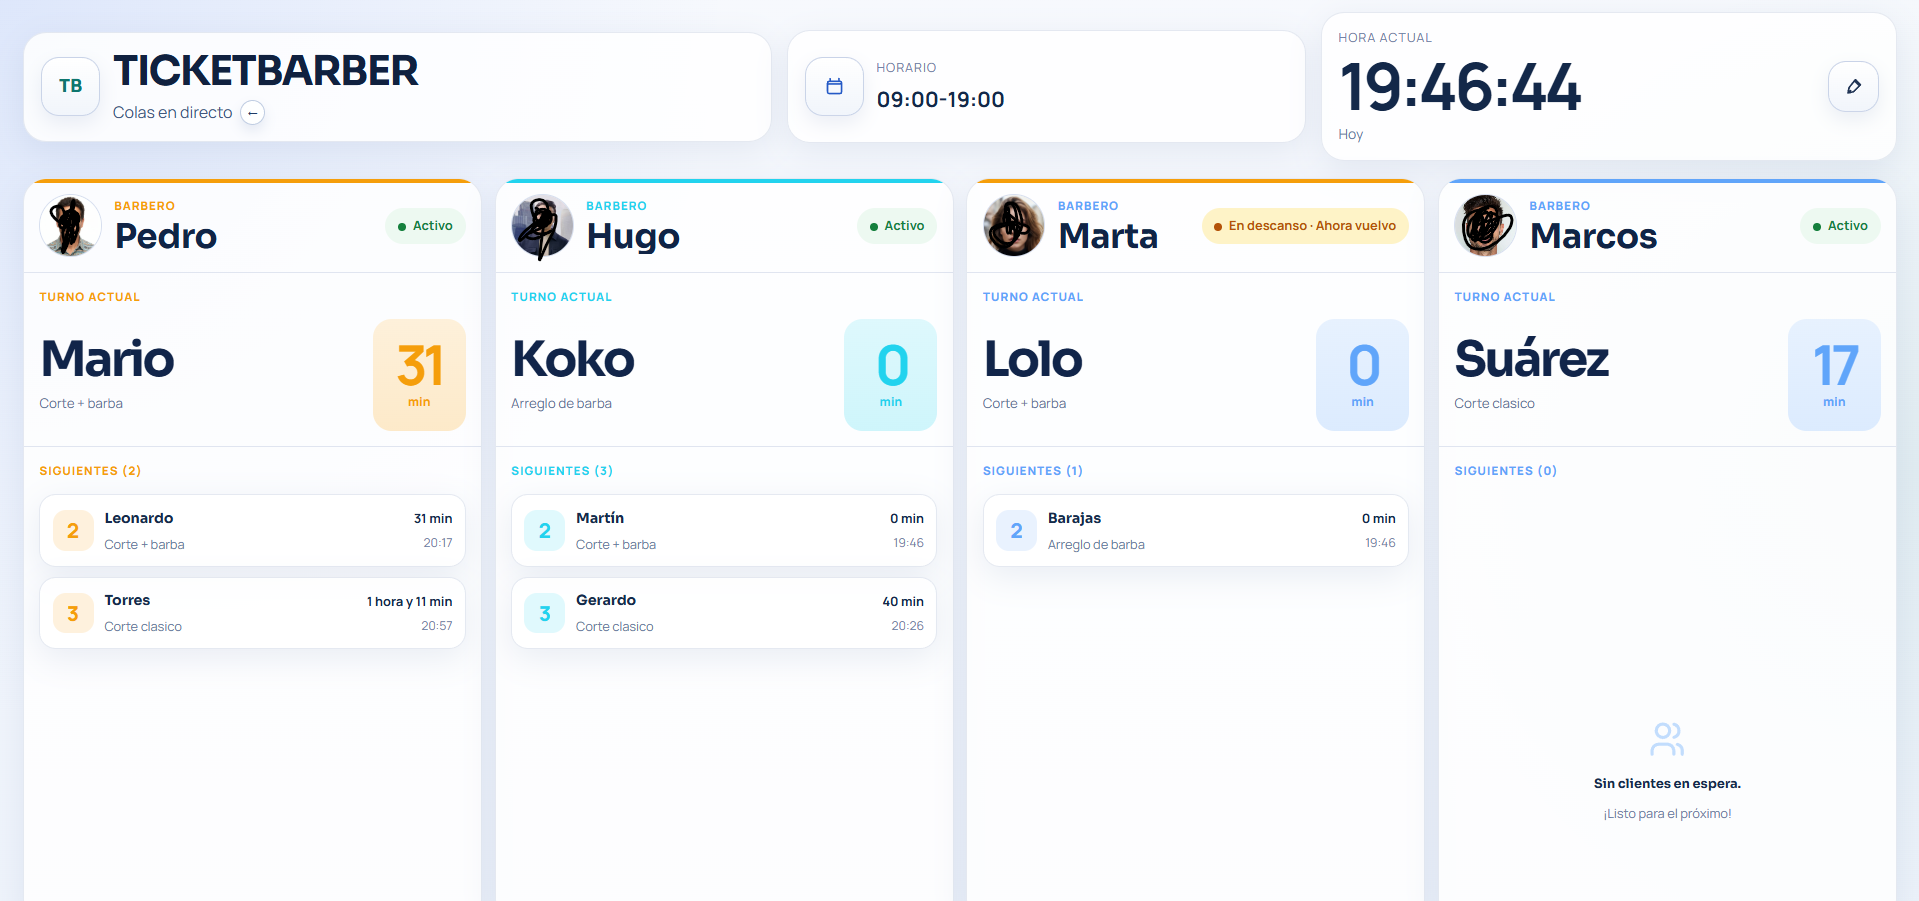 TB
TICKETBARBER
Colas en directo ←
HORARIO
09:00-19:00
HORA ACTUAL
19:46:44
Hoy
BARBERO
Pedro
Activo
TURNO ACTUAL
Mario
Corte + barba
31
min
SIGUIENTES (2)
2
Leonardo
31 min
Corte + barba
20:17
3
Torres
1 hora y 11 min
Corte clasico
20:57
BARBERO
Hugo
Activo
TURNO ACTUAL
Koko
Arreglo de barba
0
min
SIGUIENTES (3)
2
Martín
0 min
Corte + barba
19:46
3
Gerardo
40 min
Corte clasico
20:26
BARBERO
Marta
En descanso · Ahora vuelvo
TURNO ACTUAL
Lolo
Corte + barba
0
min
SIGUIENTES (1)
2
Barajas
0 min
Arreglo de barba
19:46
BARBERO
Marcos
Activo
TURNO ACTUAL
Suárez
Corte clasico
17
min
SIGUIENTES (0)
Sin clientes en espera.
¡Listo para el próximo!